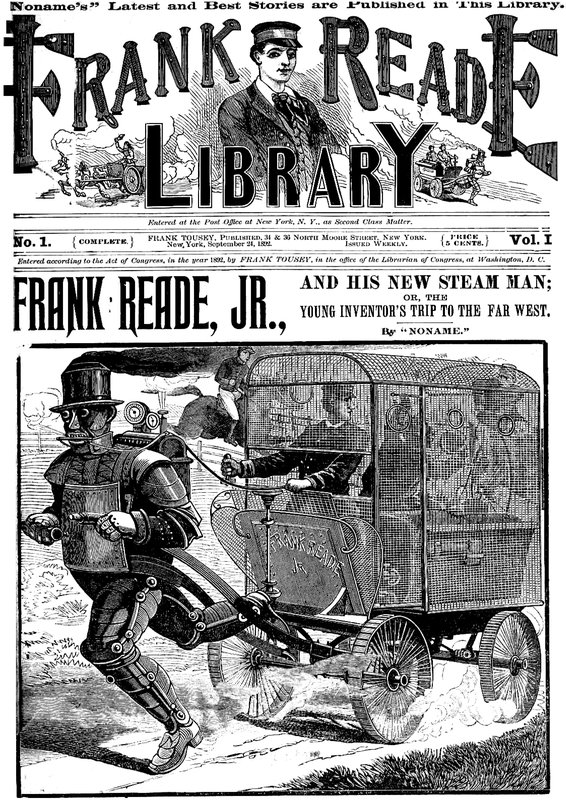 Noname's" Latest and Best Stories are Published in This Library.
FRANK READE
LIBRARY
Entered at the Post Office at New York, N. Y., as Second Class Matter.
No. 1. {COMPLETE.} FRANK TOUSEY, PUBLISHER, 34 & 36 NORTH MOORE STREET, NEW YORK. {PRICE 5 CENTS.} Vol. I
New York, September 24, 1892. ISSUED WEEKLY.
Entered according to the Act of Congress, in the year 1892, by FRANK TOUSEY, in the office of the Librarian of Congress, at Washington, D. C.
FRANK READE, JR.,
AND HIS NEW STEAM MAN;
OR, THE
YOUNG INVENTOR'S TRIP TO THE FAR WEST.
By "NONAME."
FRANK READE
JR